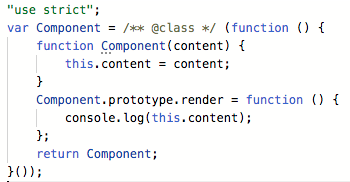 "use strict";
var Component = /** @class */ (function () {
    function Component(content) {
        this.content = content;
    }
    Component.prototype.render = function () {
        console.log(this.content);
    };
    return Component;
}());